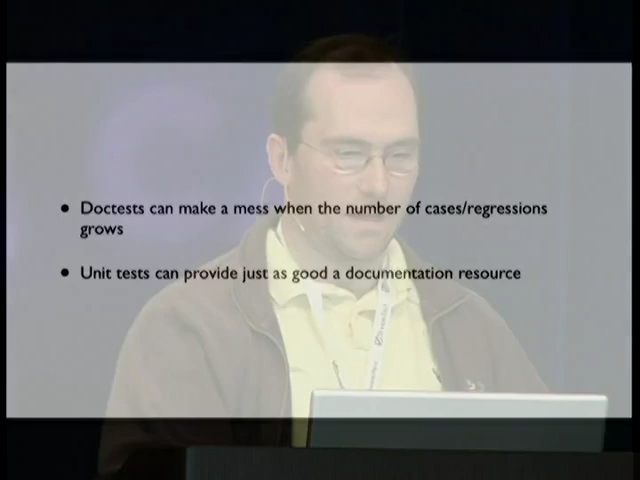 • Doctests can make a mess when the number of cases/regressions
grows
• Unit tests can provide just as good a documentation resource